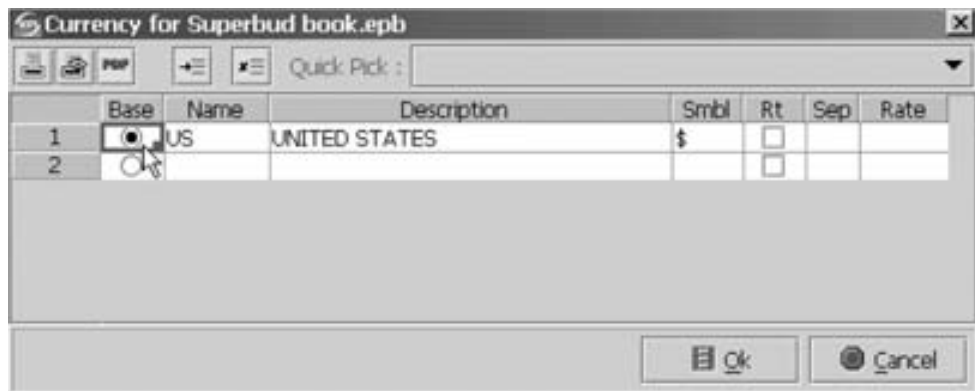 Currency for Superbud book.epb
PDF Quick Pick :
Base Name Description Smbl Rt Sep Rate
1 US UNITED STATES $
2
Ok Cancel